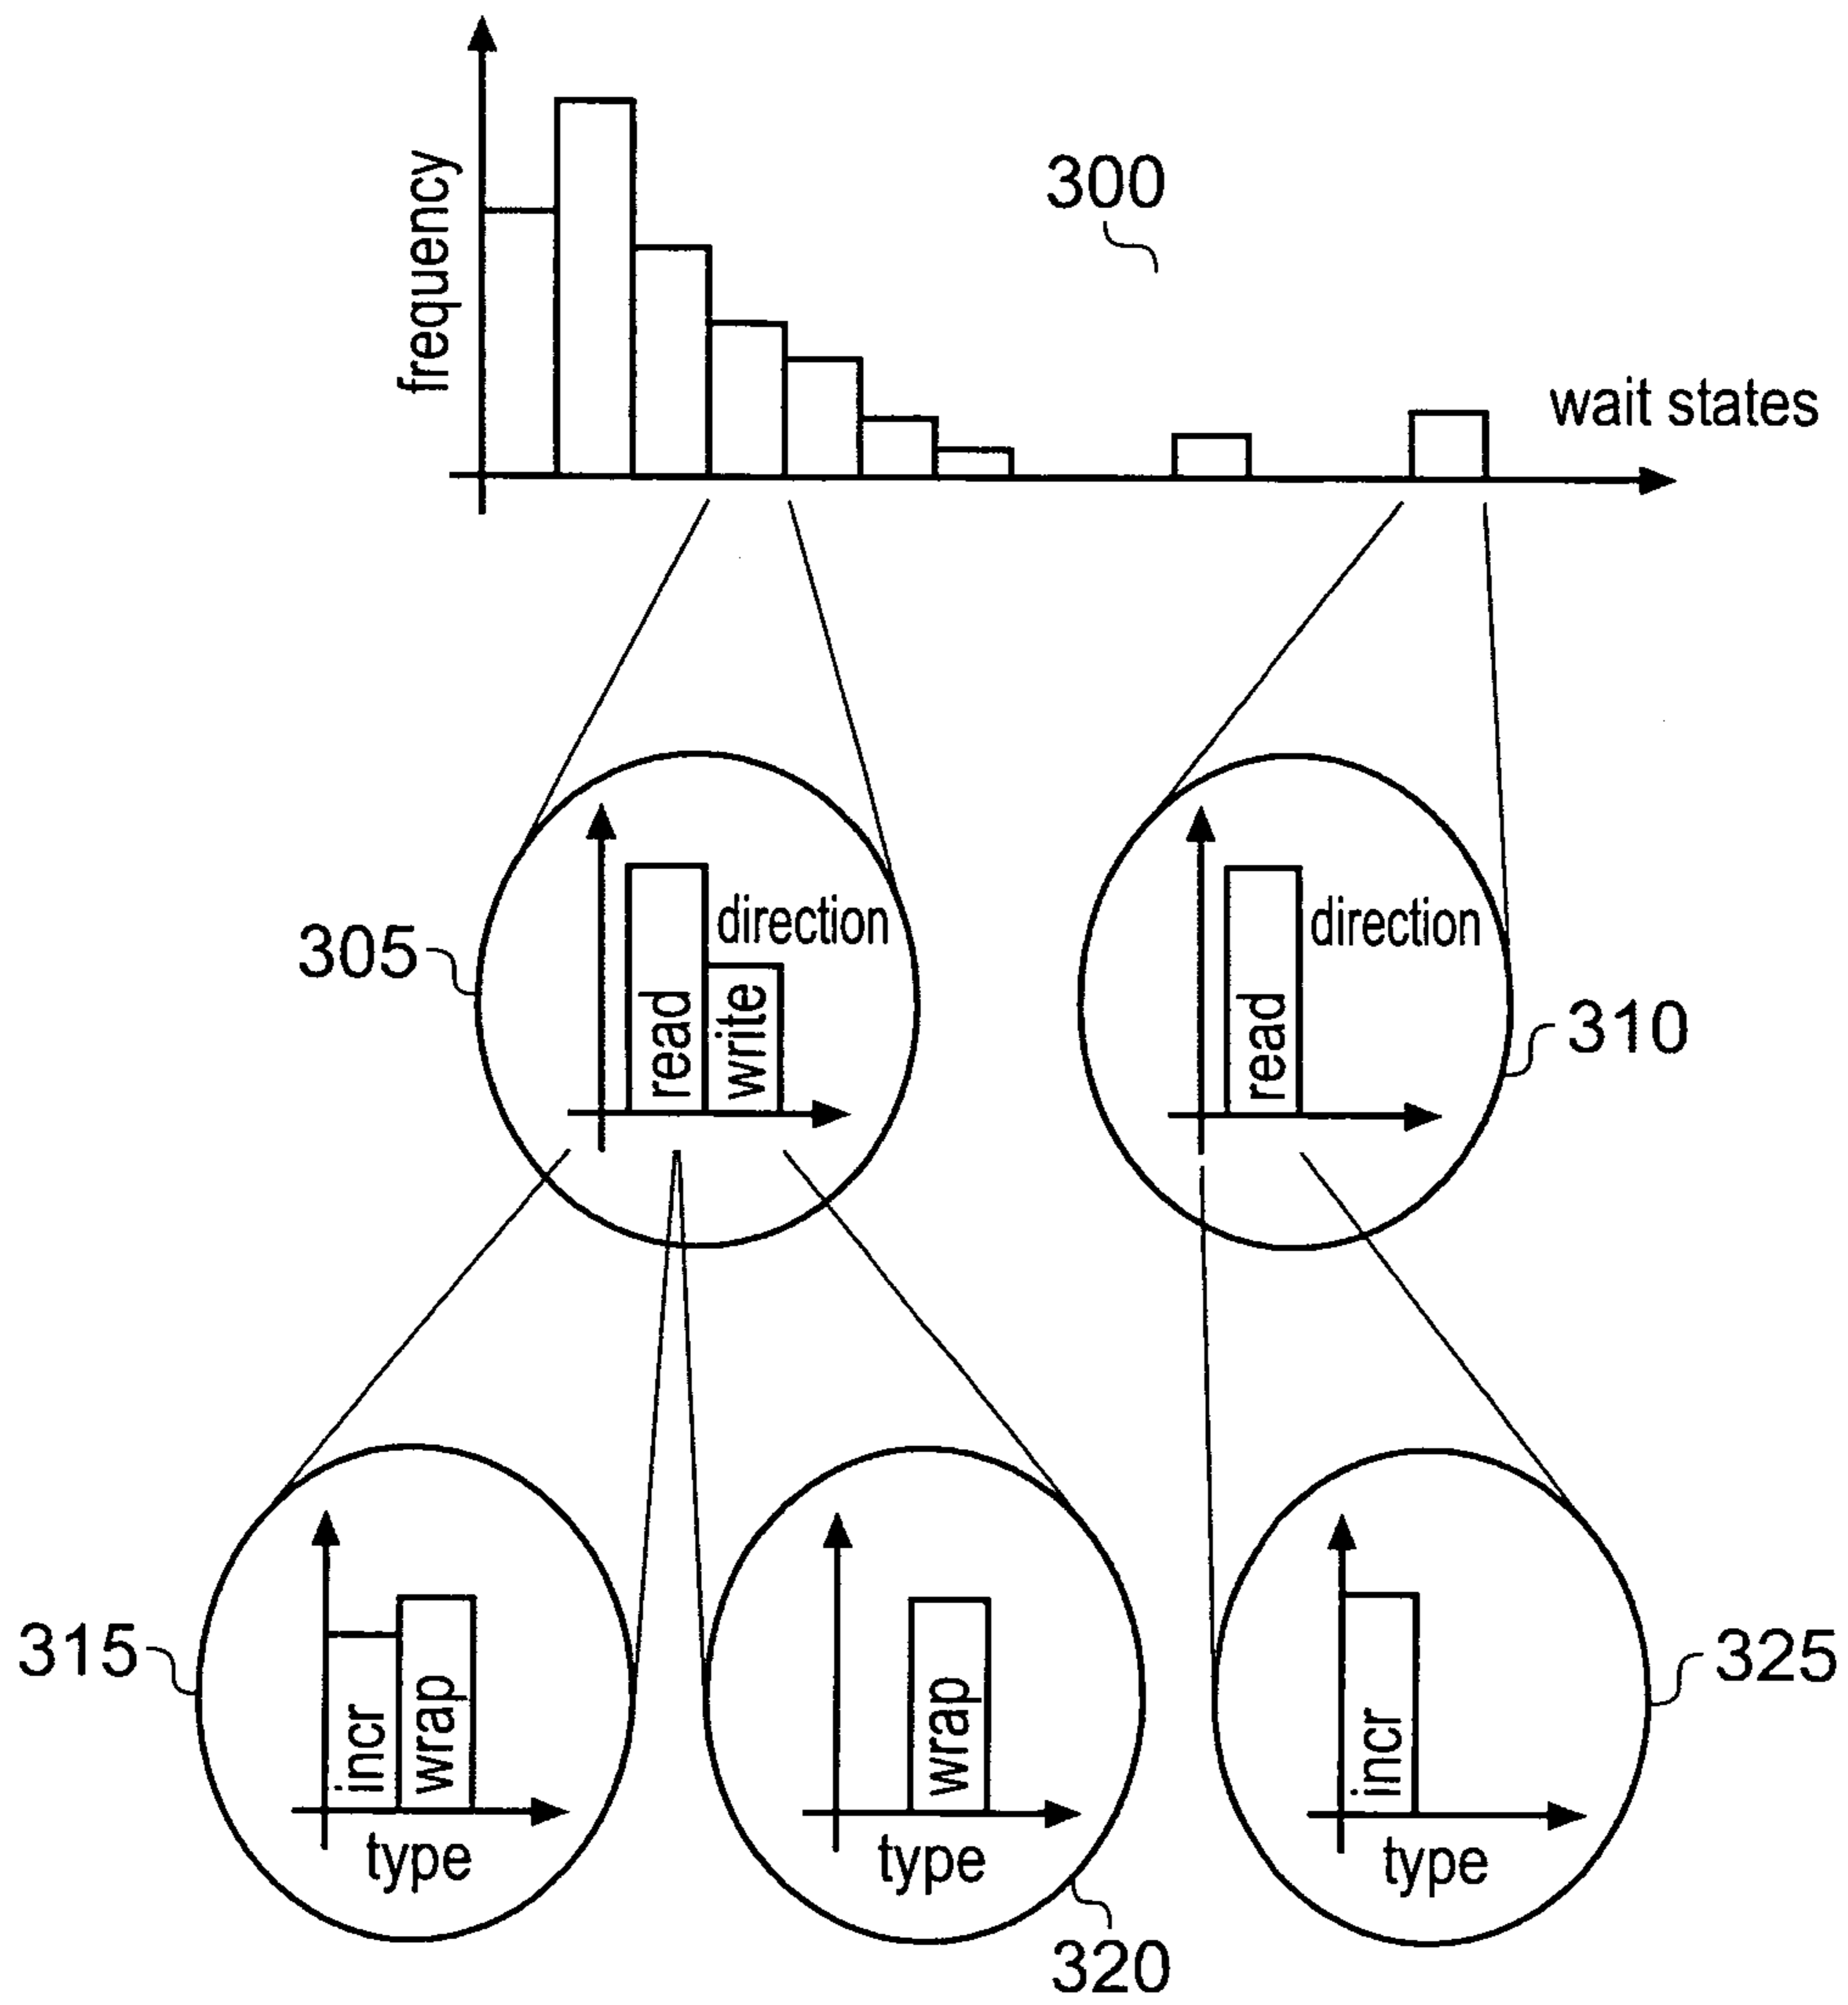 frequency
300
wait states
305
direction
read
write
direction
read
310
315
incr
wrap
type
wrap
type
320
incr
type
325